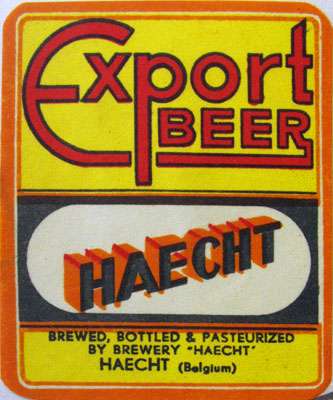 Export
BEER
HAECHT
BREWED, BOTTLED & PASTEURIZED
BY BREWERY "HAECHT"
HAECHT (Belgium)